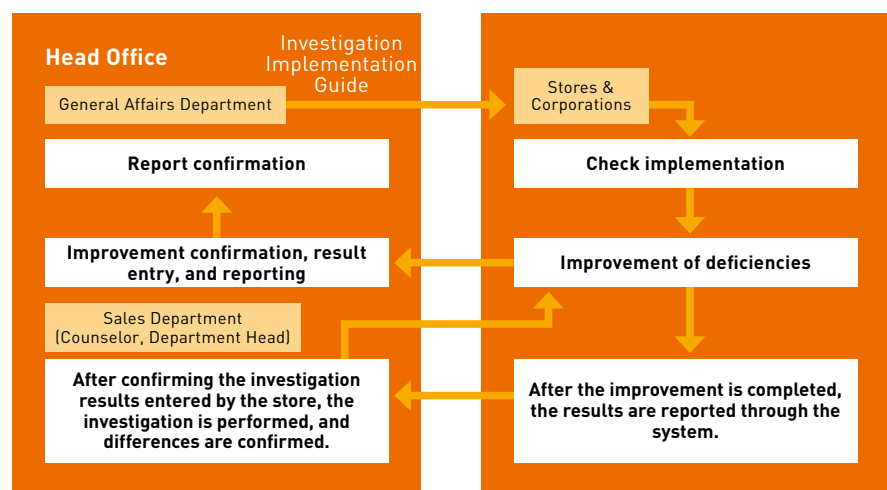 Head Office
Investigation
Implementation
Guide
General Affairs Department
Report confirmation
Improvement confirmation, result
entry, and reporting
Sales Department
(Counselor, Department Head)
After confirming the investigation
results entered by the store, the
investigation is performed, and
differences are confirmed.
Stores &
Corporations
Check implementation
Improvement of deficiencies
After the improvement is completed,
the results are reported through the
system.